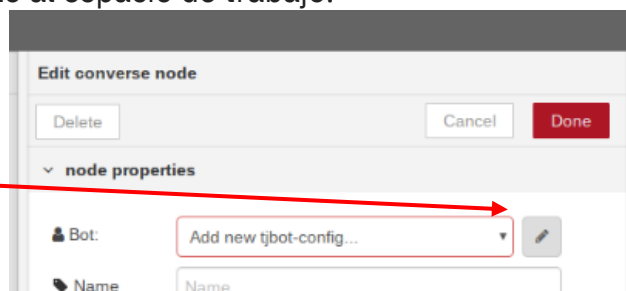 al espacio de trabajo.
Edit converse node
Delete Cancel Done
node properties
Bot: Add new tjbot-config...
Name Name